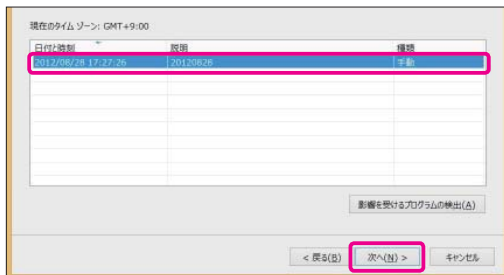 現在のタイム ゾーン: GMT+9:00
日付と時刻 説明 種類
2012/08/28 17:27:26 20120828 手動
影響を受けるプログラムの検出(A)
< 戻る(B) 次へ(N) > キャンセル